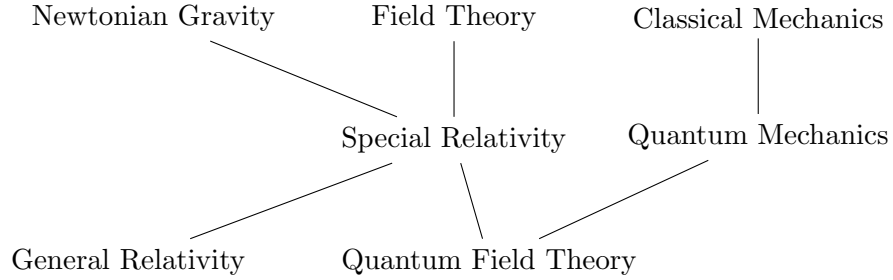 Newtonian Gravity
Field Theory
Classical Mechanics
Special Relativity
Quantum Mechanics
General Relativity
Quantum Field Theory